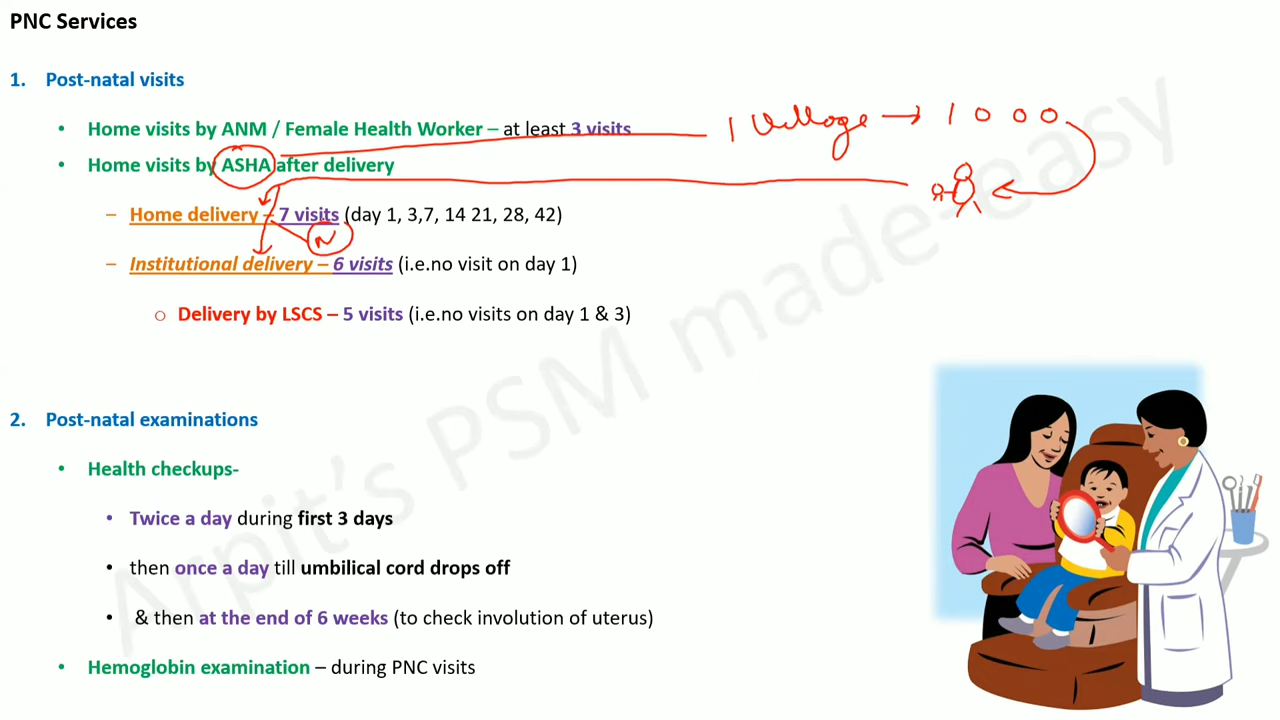 PNC Services
1. Post-natal visits
• Home visits by ANM / Female Health Worker – at least 3 visits
1 Village → 1000
• Home visits by ASHA after delivery
– Home delivery – 7 visits (day 1, 3,7, 14 21, 28, 42)
N
– Institutional delivery – 6 visits (i.e.no visit on day 1)
o Delivery by LSCS – 5 visits (i.e.no visits on day 1 & 3)
2. Post-natal examinations
• Health checkups-
• Twice a day during first 3 days
• then once a day till umbilical cord drops off
• & then at the end of 6 weeks (to check involution of uterus)
• Hemoglobin examination – during PNC visits
Arpit's PSM made-easy